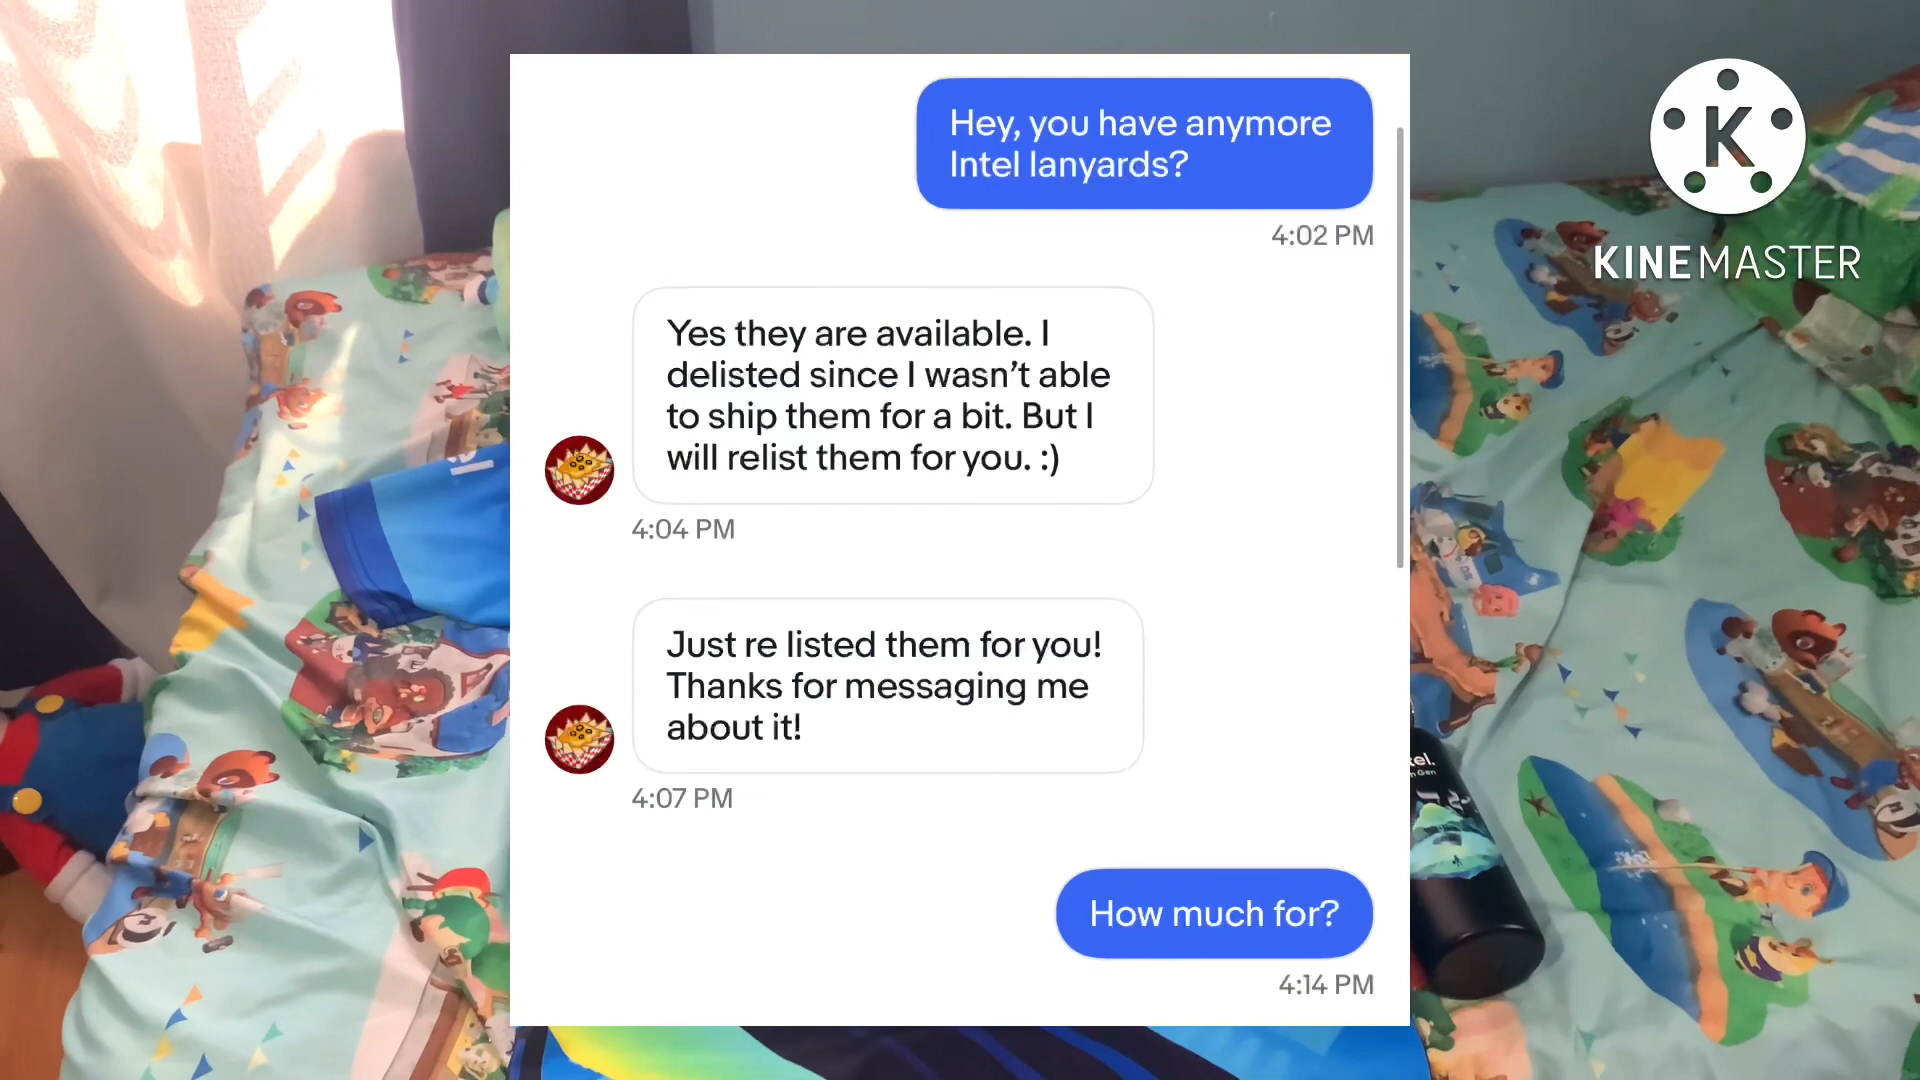 Hey, you have anymore
Intel lanyards?
4:02 PM
Yes they are available. I
delisted since I wasn't able
to ship them for a bit. But I
will relist them for you. :)
4:04 PM
Just re listed them for you!
Thanks for messaging me
about it!
4:07 PM
How much for?
4:14 PM
K
KINEMASTER
tel.
Gen